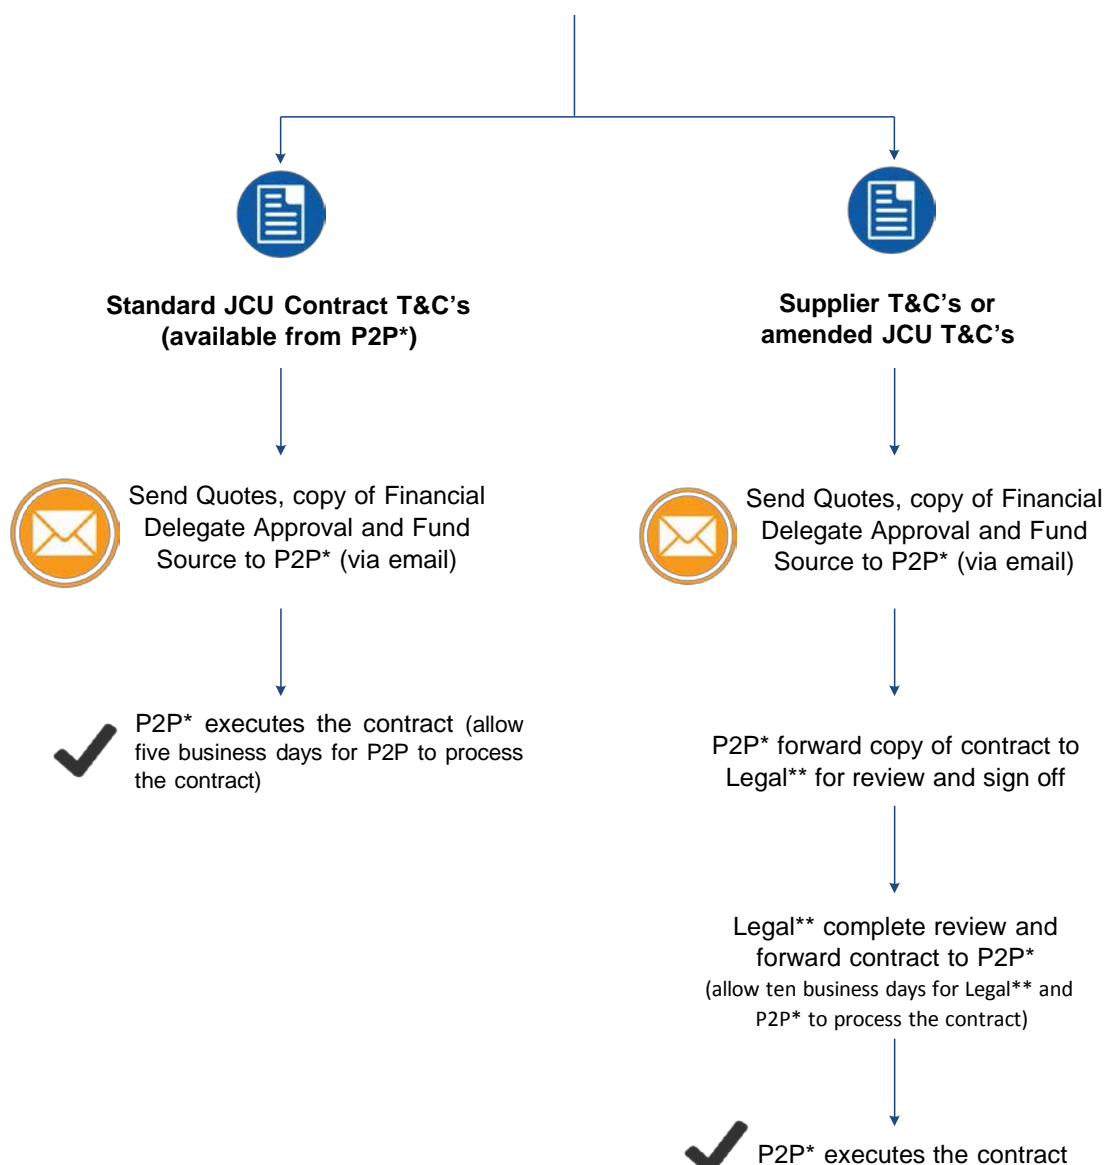 Standard JCU Contract T&C’s
(available from P2P*)
Send Quotes, copy of Financial
Delegate Approval and Fund
Source to P2P* (via email)
P2P* executes the contract (allow
five business days for P2P to process
the contract)
Supplier T&C’s or
amended JCU T&C’s
Send Quotes, copy of Financial
Delegate Approval and Fund
Source to P2P* (via email)
P2P* forward copy of contract to
Legal** for review and sign off
Legal** complete review and
forward contract to P2P*
(allow ten business days for Legal** and
P2P* to process the contract)
P2P* executes the contract